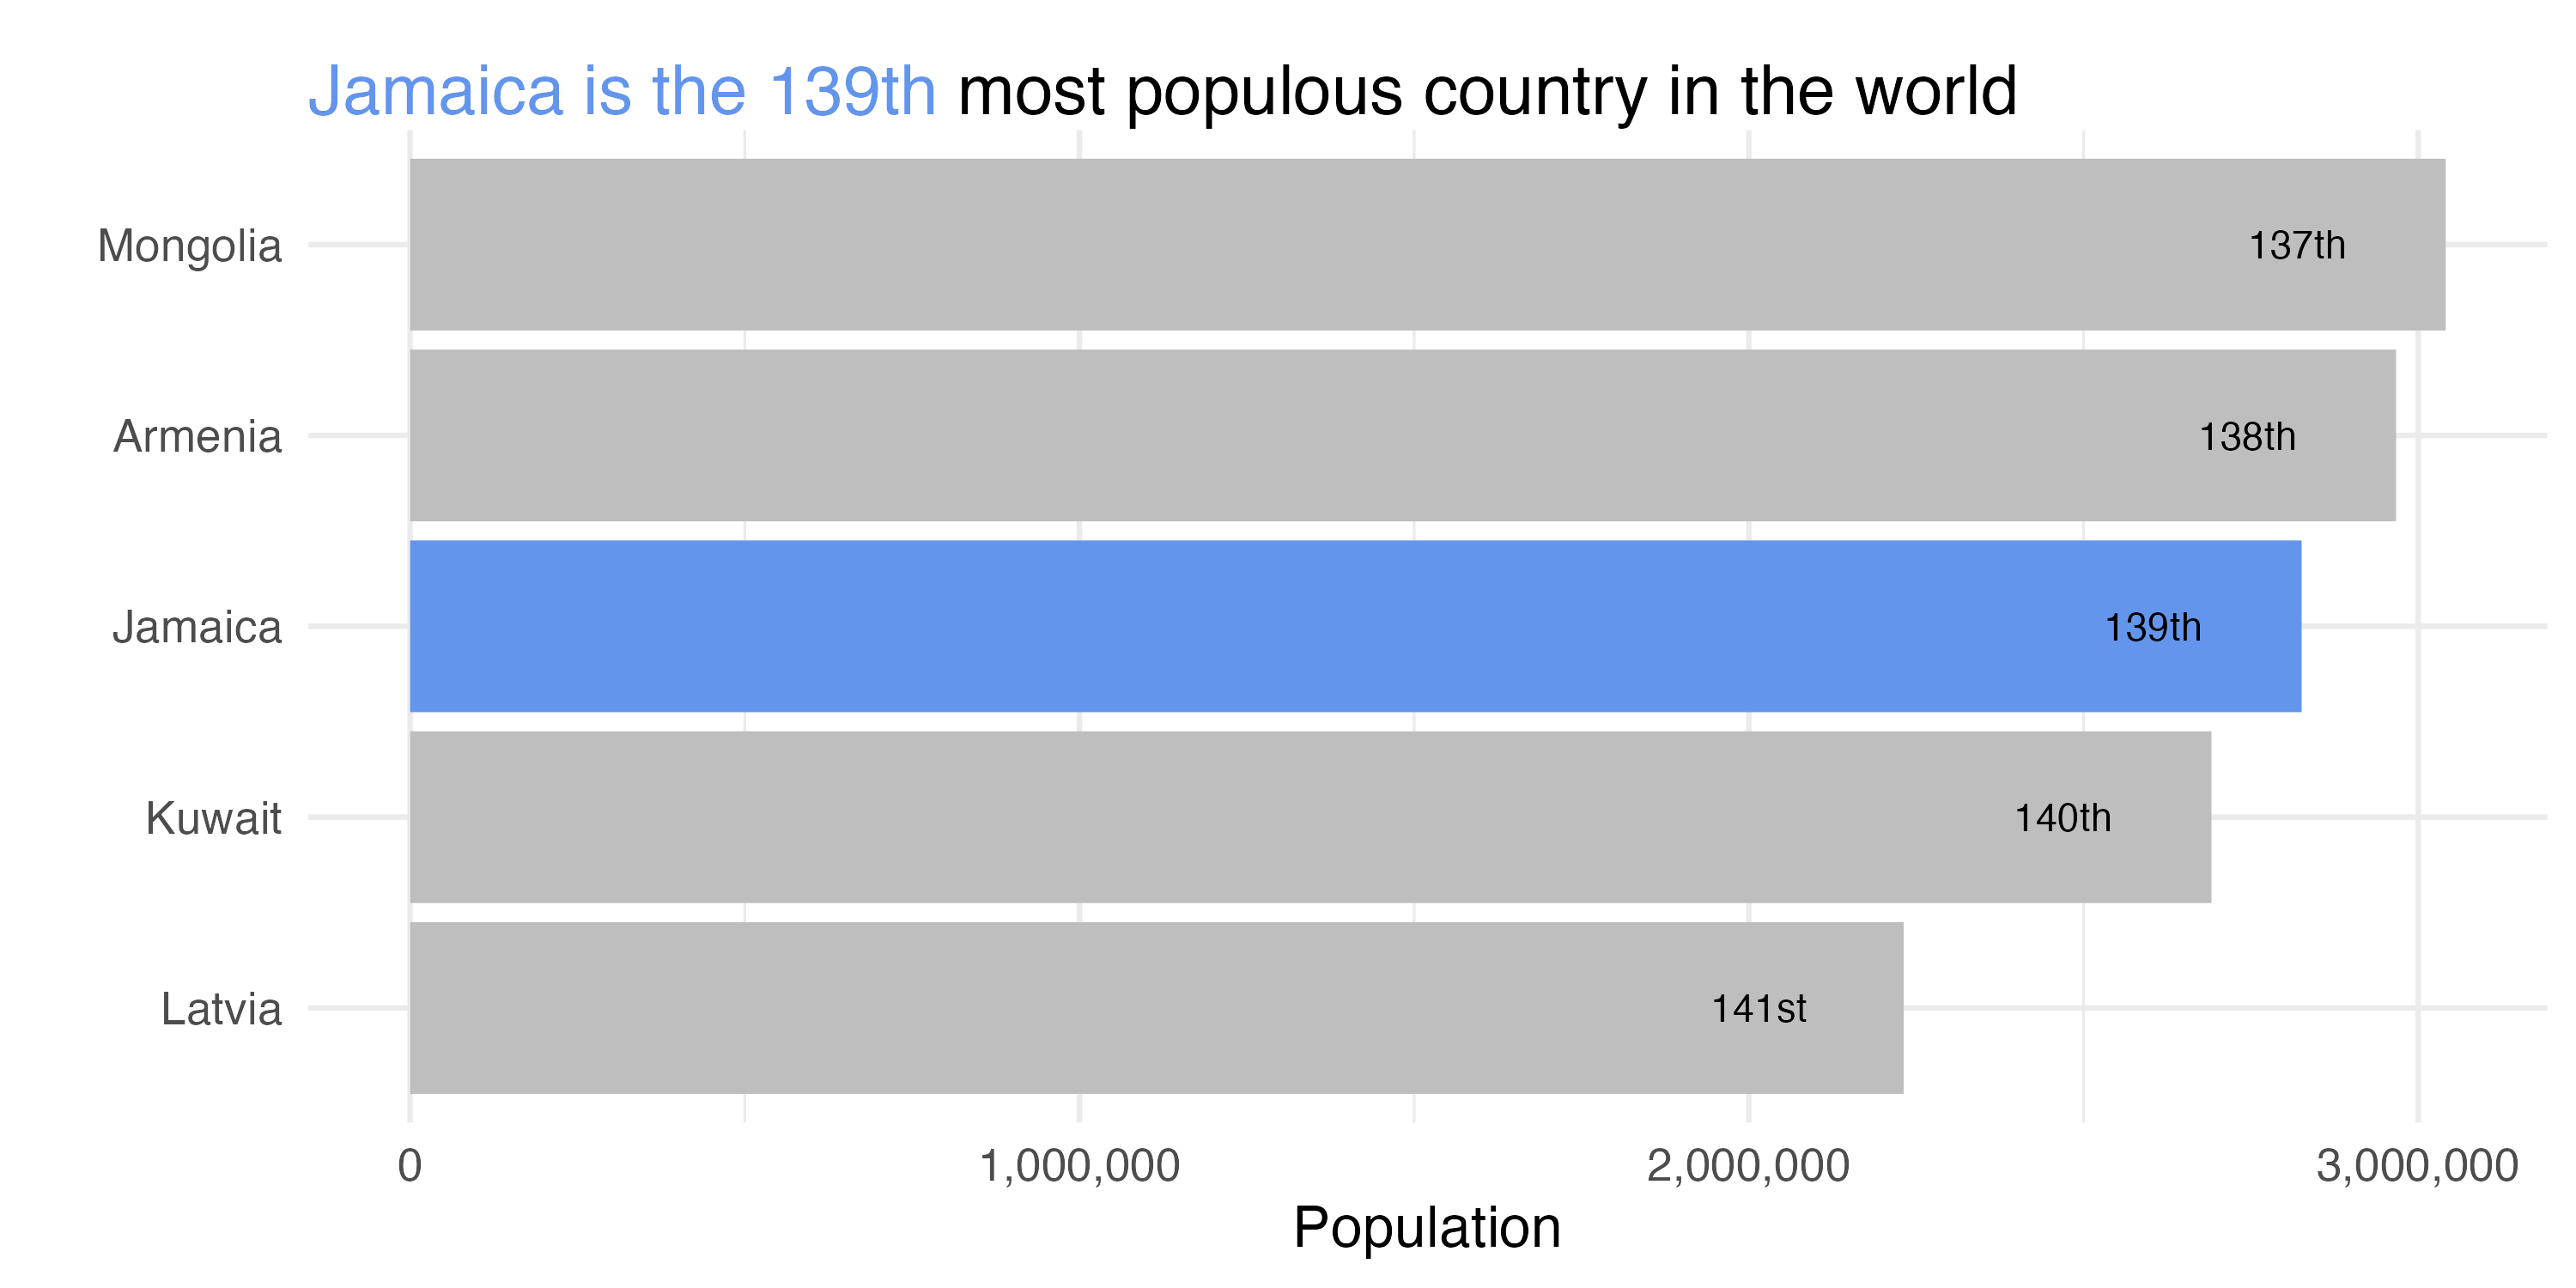 Jamaica is the 139th most populous country in the world
Mongolia
137th
Armenia
138th
Jamaica
139th
Kuwait
140th
Latvia
141st
0
1,000,000
2,000,000
3,000,000
Population